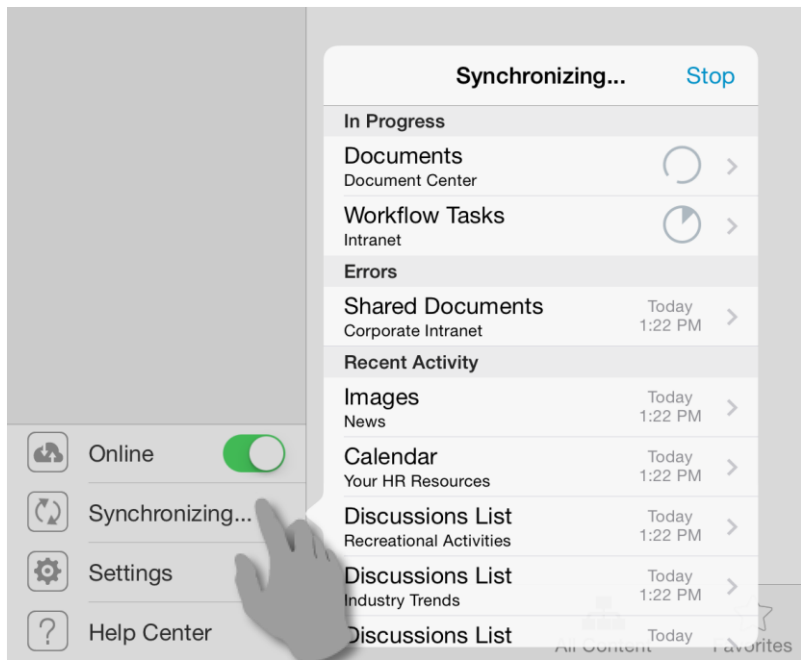 Synchronizing... Stop
In Progress
Documents
Document Center
Workflow Tasks
Intranet
Errors
Shared Documents
Today
1:22 PM
Corporate Intranet
Recent Activity
Images
Today
1:22 PM
News
Calendar
Today
1:22 PM
Your HR Resources
Discussions List
Today
1:22 PM
Recreational Activities
Discussions List
Today
1:22 PM
Industry Trends
Discussions List
Today
Online
Synchronizing...
Settings
Help Center
All Content
Favorites